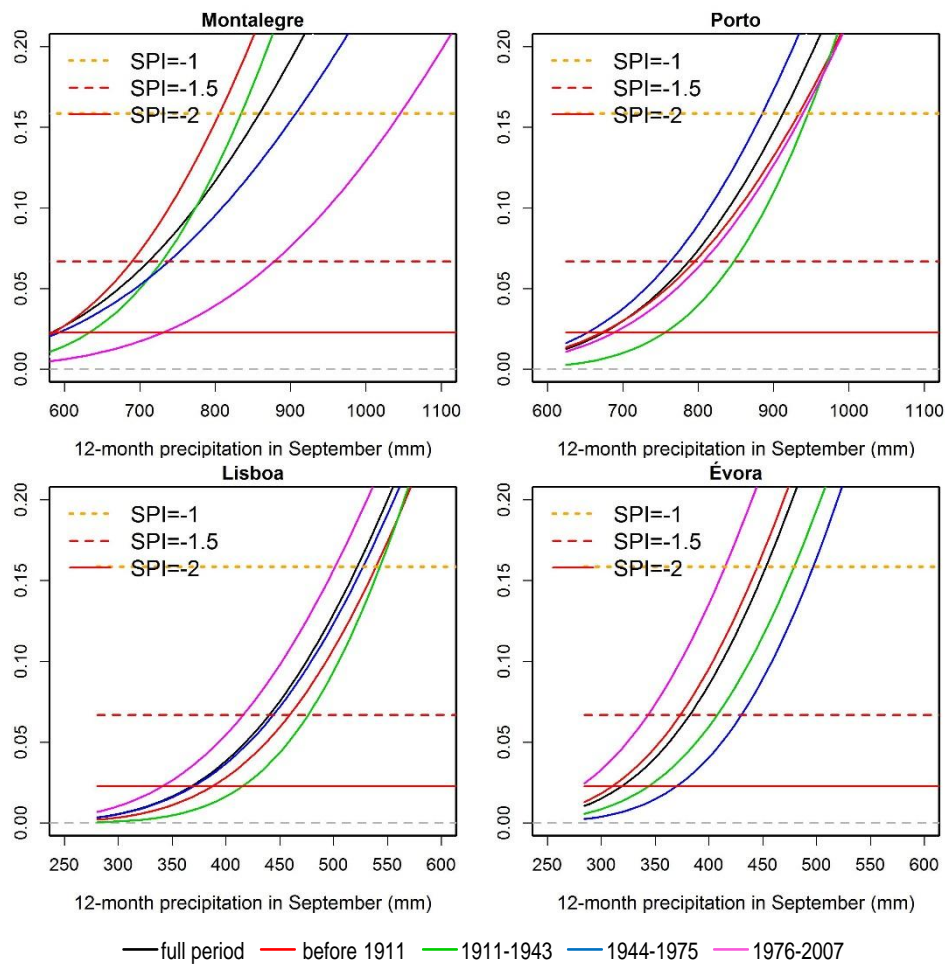 Montalegre
Porto
0.20
SPI=-1
SPI=-1.5
SPI=-2
0.15
0.10
0.05
0.00
600 700 800 900 1000 1100
12-month precipitation in September (mm)
0.20
SPI=-1
SPI=-1.5
SPI=-2
0.15
0.10
0.05
0.00
600 700 800 900 1000 1100
12-month precipitation in September (mm)
Lisboa
Évora
0.20
SPI=-1
SPI=-1.5
SPI=-2
0.15
0.10
0.05
0.00
250 300 350 400 450 500 550 600
12-month precipitation in September (mm)
0.20
SPI=-1
SPI=-1.5
SPI=-2
0.15
0.10
0.05
0.00
250 300 350 400 450 500 550 600
12-month precipitation in September (mm)
full period before 1911 1911-1943 1944-1975 1976-2007